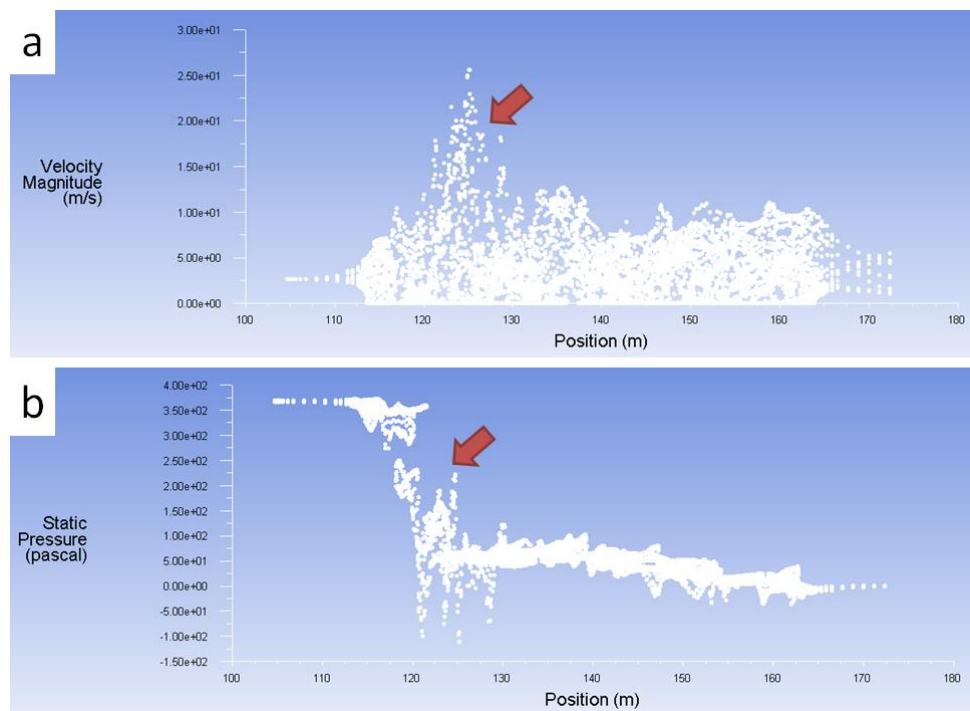 a
3.00e+01
2.50e+01
2.00e+01
1.50e+01
1.00e+01
5.00e+00
0.00e+00
Velocity
Magnitude
(m/s)
100 110 120 130 140 150 160 170 180
Position (m)
b
4.00e+02
3.50e+02
3.00e+02
2.50e+02
2.00e+02
1.50e+02
1.00e+02
5.00e+01
0.00e+00
-5.00e+01
-1.00e+02
-1.50e+02
Static
Pressure
(pascal)
100 110 120 130 140 150 160 170 180
Position (m)